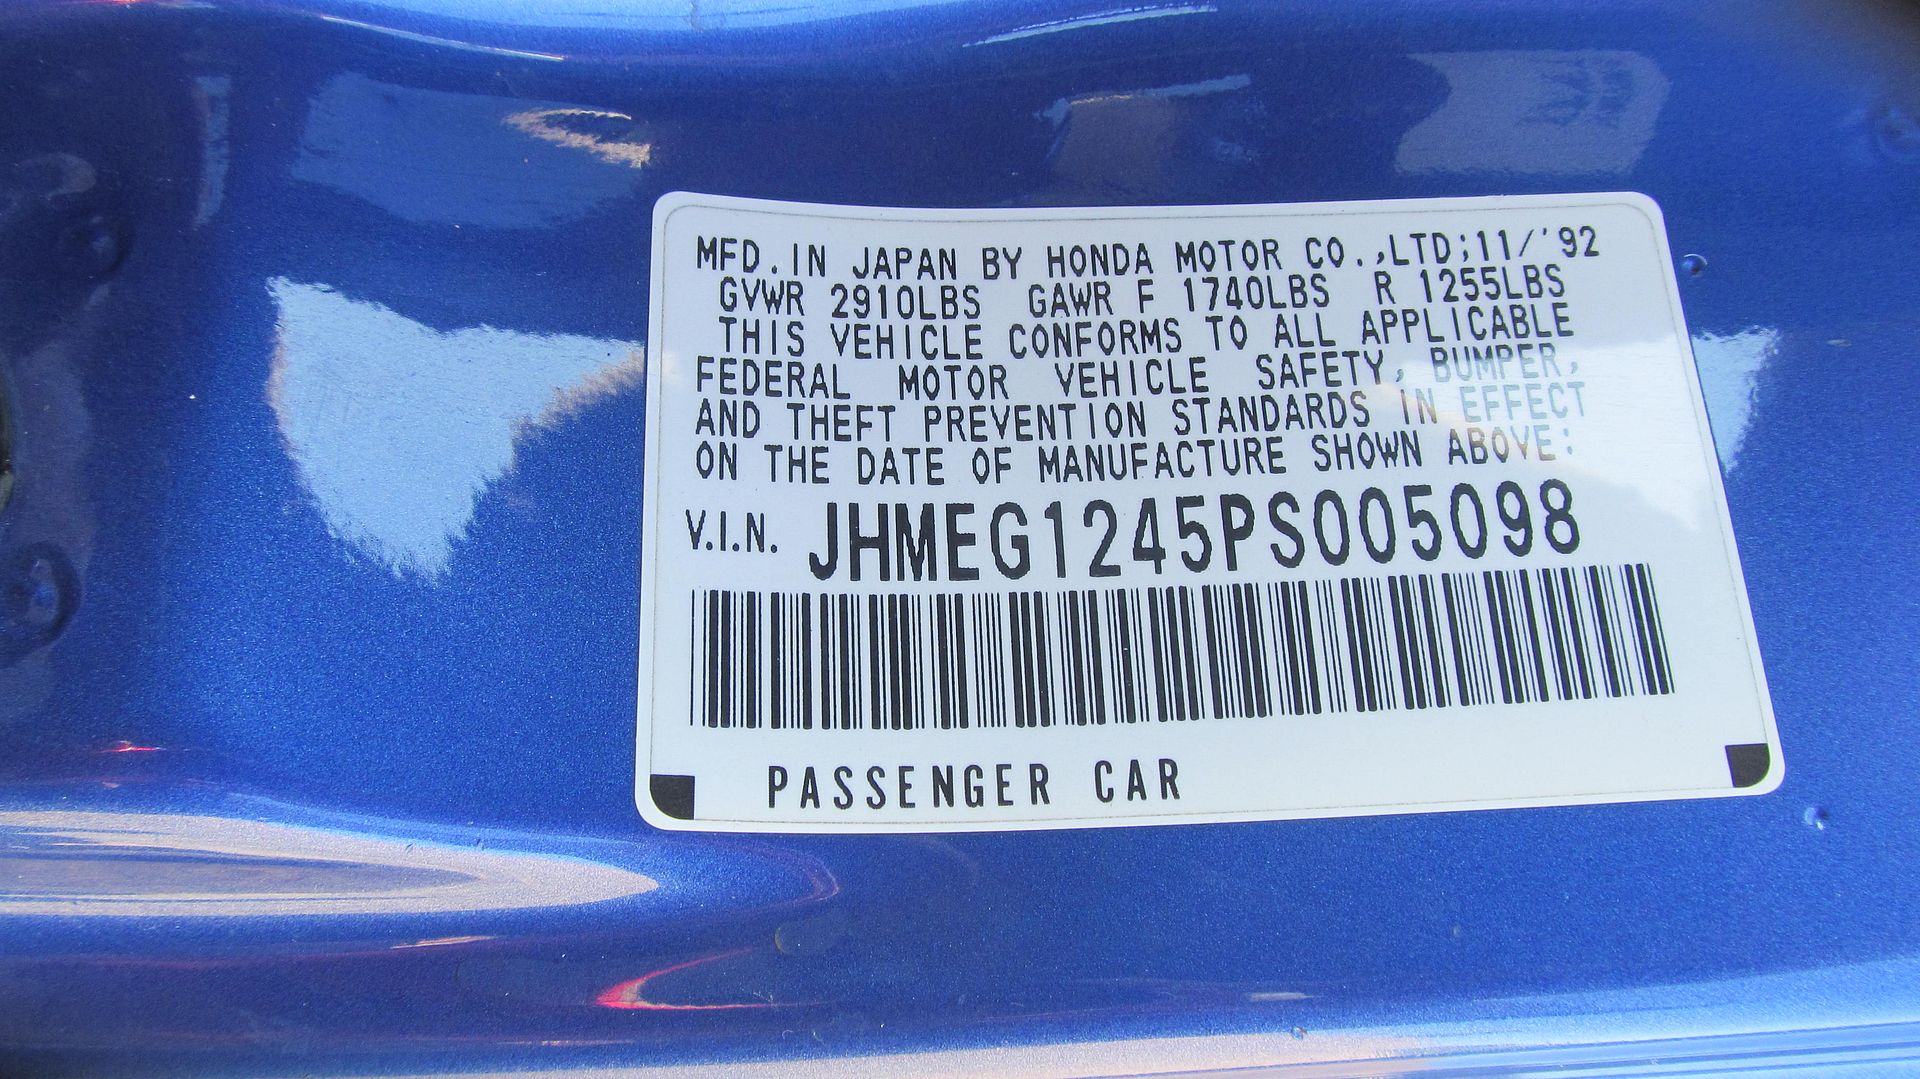 MFD. IN JAPAN BY HONDA MOTOR CO.,LTD;11/'92
GVWR 2910LBS GAWR F 1740LBS R 1255LBS
THIS VEHICLE CONFORMS TO ALL APPLICABLE
FEDERAL MOTOR VEHICLE SAFETY, BUMPER,
AND THEFT PREVENTION STANDARDS IN EFFECT
ON THE DATE OF MANUFACTURE SHOWN ABOVE:
V.I.N. JHMEG1245PS005098
PASSENGER CAR